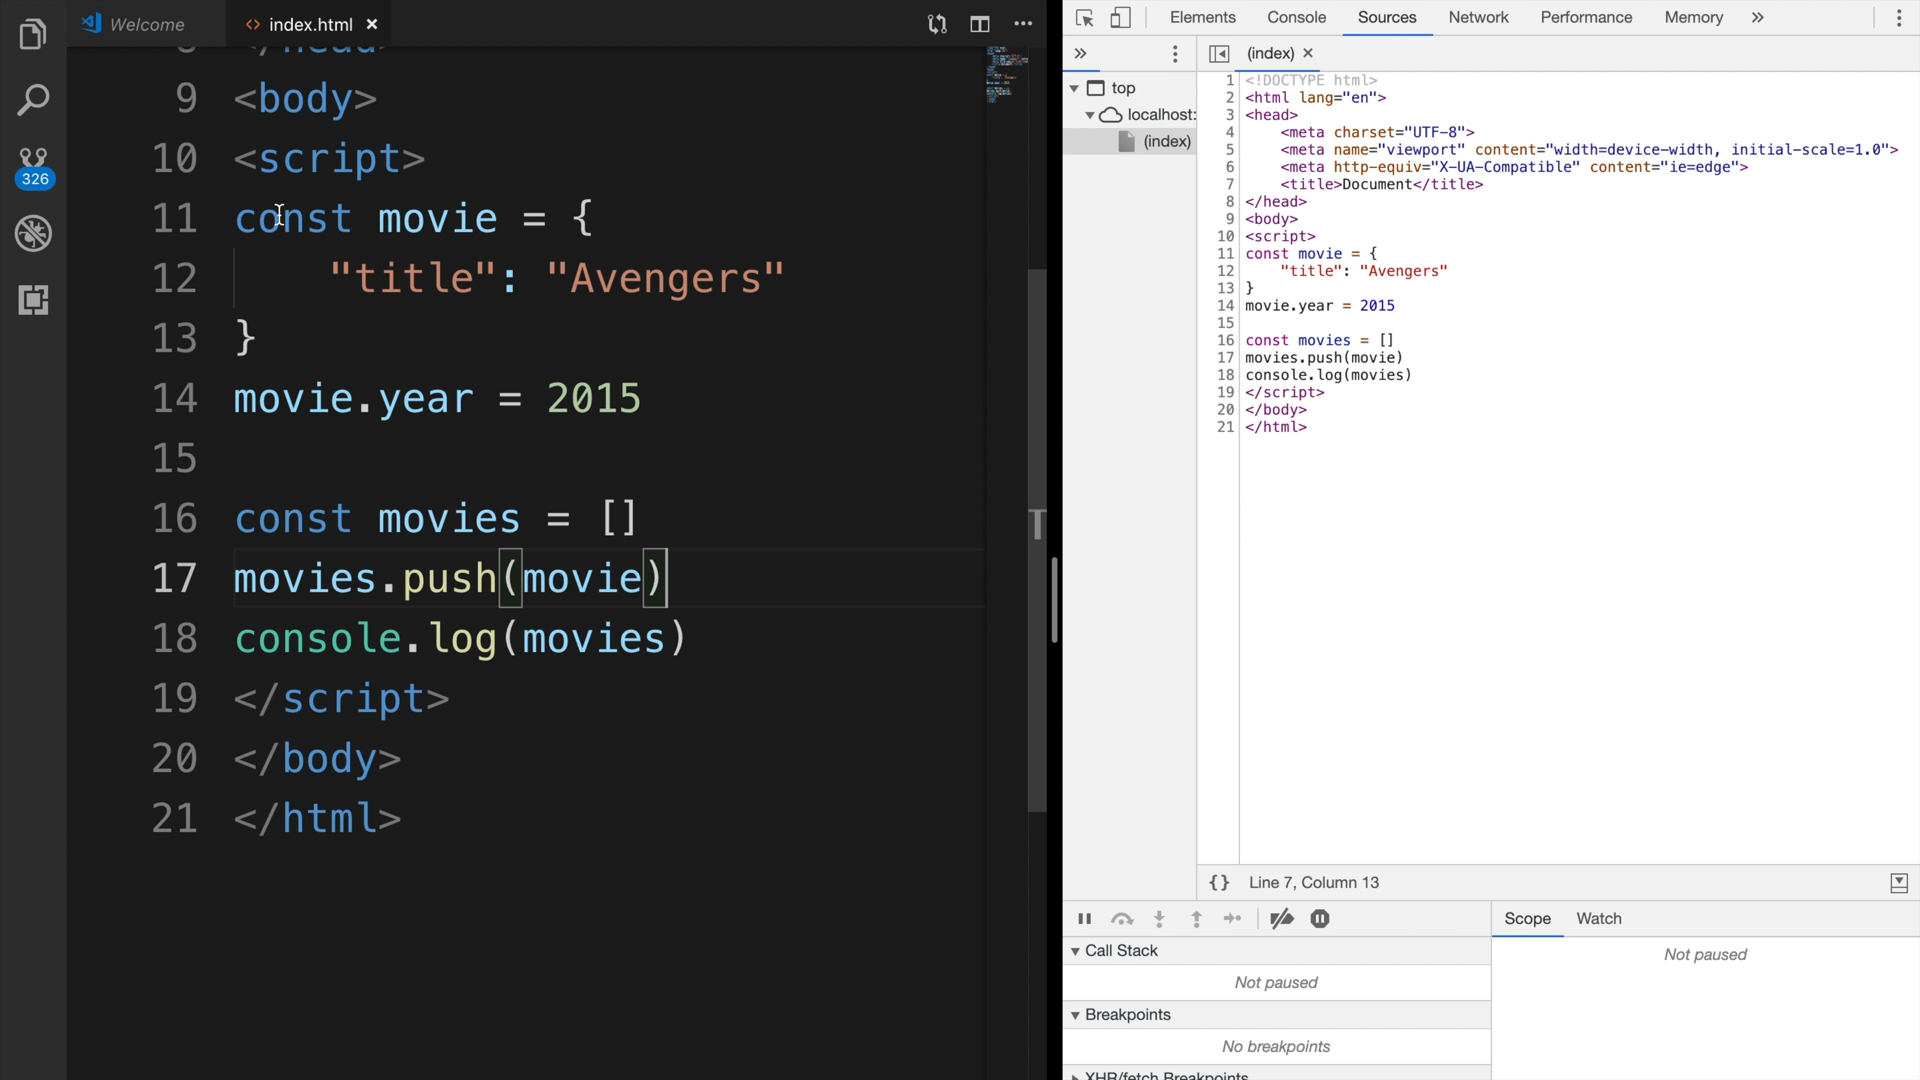 Welcome
<> index.html ×
8 </head>
9 <body>
10 <script>
11 const movie = {
12 "title": "Avengers"
13 }
14 movie.year = 2015
15
16 const movies = []
17 movies.push(movie)
18 console.log(movies)
19 </script>
20 </body>
21 </html>
326
T
Elements Console Sources Network Performance Memory »
» (index) ×
top
localhost:
(index)
1 <!DOCTYPE html>
2 <html lang="en">
3 <head>
4 <meta charset="UTF-8">
5 <meta name="viewport" content="width=device-width, initial-scale=1.0">
6 <meta http-equiv="X-UA-Compatible" content="ie=edge">
7 <title>Document</title>
8 </head>
9 <body>
10 <script>
11 const movie = {
12 "title": "Avengers"
13 }
14 movie.year = 2015
15
16 const movies = []
17 movies.push(movie)
18 console.log(movies)
19 </script>
20 </body>
21 </html>
{} Line 7, Column 13
Scope Watch
Call Stack
Not paused
Not paused
Breakpoints
No breakpoints
XHR/fetch Breakpoints